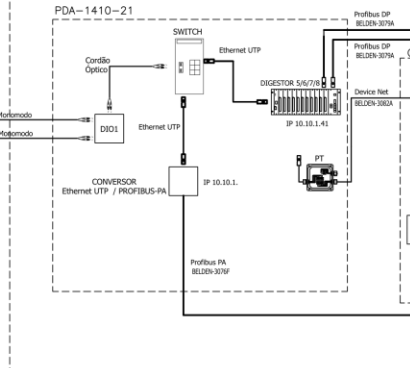 PDA-1410-21
Profibus DP
BELDEN-3079A
SWITCH
Ethernet UTP
Profibus DP
BELDEN-3079A
Cordão
Óptico
DIGESTOR 5/6/7/8
Device Net
BELDEN-3082A
Monomodo
DIO1
Ethernet UTP
IP 10.10.1.41
Monomodo
PT
CONVERSOR
Ethernet UTP / PROFIBUS-PA
IP 10.10.1.
Profibus PA
BELDEN-3076F